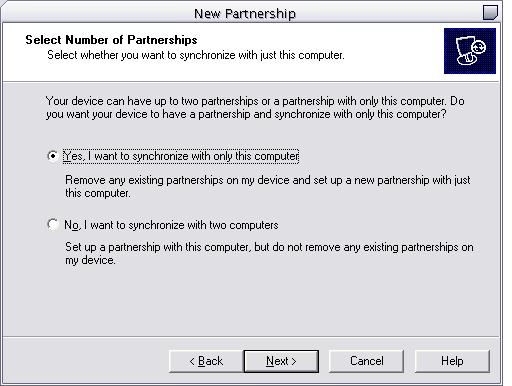 New Partnership
Select Number of Partnerships
Select whether you want to synchronize with just this computer.
Your device can have up to two partnerships or a partnership with only this computer. Do
you want your device to have a partnership and synchronize with only this computer?
Yes, I want to synchronize with only this computer
Remove any existing partnerships on my device and set up a new partnership with just
this computer.
No, I want to synchronize with two computers
Set up a partnership with this computer, but do not remove any existing partnerships on
my device.
< Back Next > Cancel Help